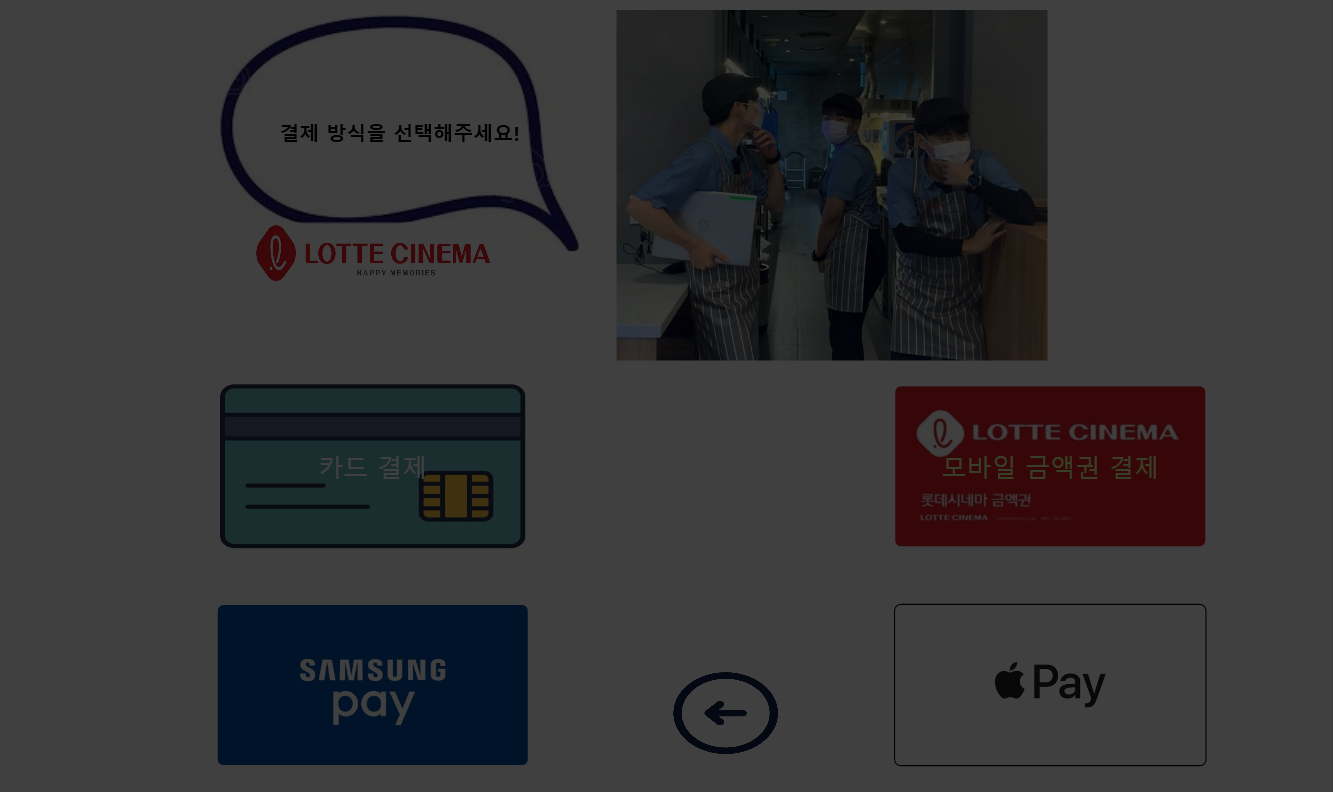 결제 방식을 선택해주세요!
LOTTE CINEMA
HAPPY MEMORIES
카드 결제
LOTTE CINEMA
모바일 금액권 결제
롯데시네마 금액권
LOTTE CINEMA
SAMSUNG
pay
Pay